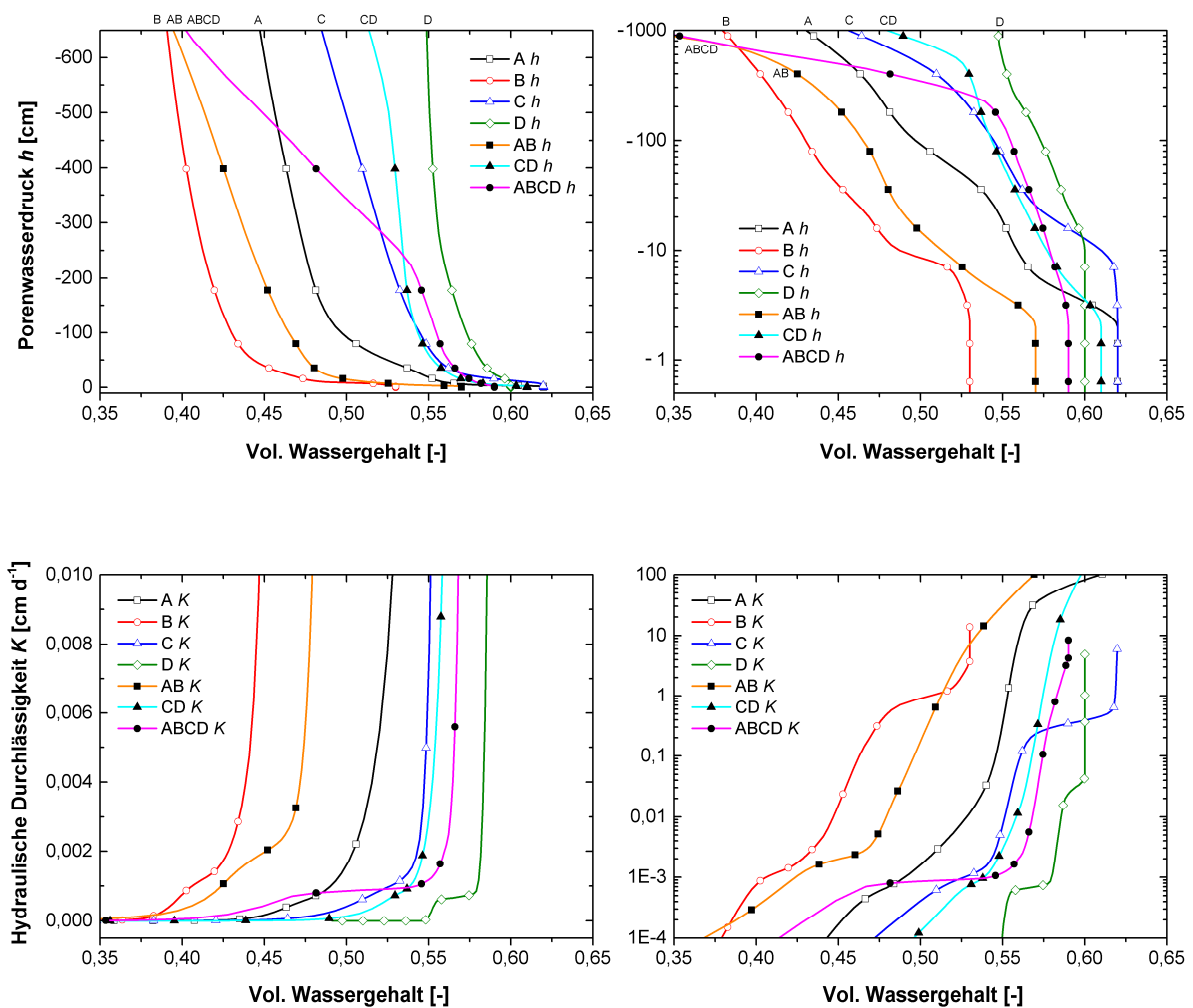 B AB ABCD A C CD D
-600
-500
-400
-300
-200
-100
0
0,35 0,40 0,45 0,50 0,55 0,60 0,65
Porenwasserdruck h [cm]
Vol. Wassergehalt [-]
A h
B h
C h
D h
AB h
CD h
ABCD h
B A C CD D
-1000
-100
-10
-1
ABCD
AB
A h
B h
C h
D h
AB h
CD h
ABCD h
0,35 0,40 0,45 0,50 0,55 0,60 0,65
Vol. Wassergehalt [-]
0,010
0,008
0,006
0,004
0,002
0,000
Hydraulische Durchlässigkeit K [cm d-1]
A K
B K
C K
D K
AB K
CD K
ABCD K
0,35 0,40 0,45 0,50 0,55 0,60 0,65
Vol. Wassergehalt [-]
100
10
1
0,1
0,01
1E-3
1E-4
A K
B K
C K
D K
AB K
CD K
ABCD K
0,35 0,40 0,45 0,50 0,55 0,60 0,65
Vol. Wassergehalt [-]